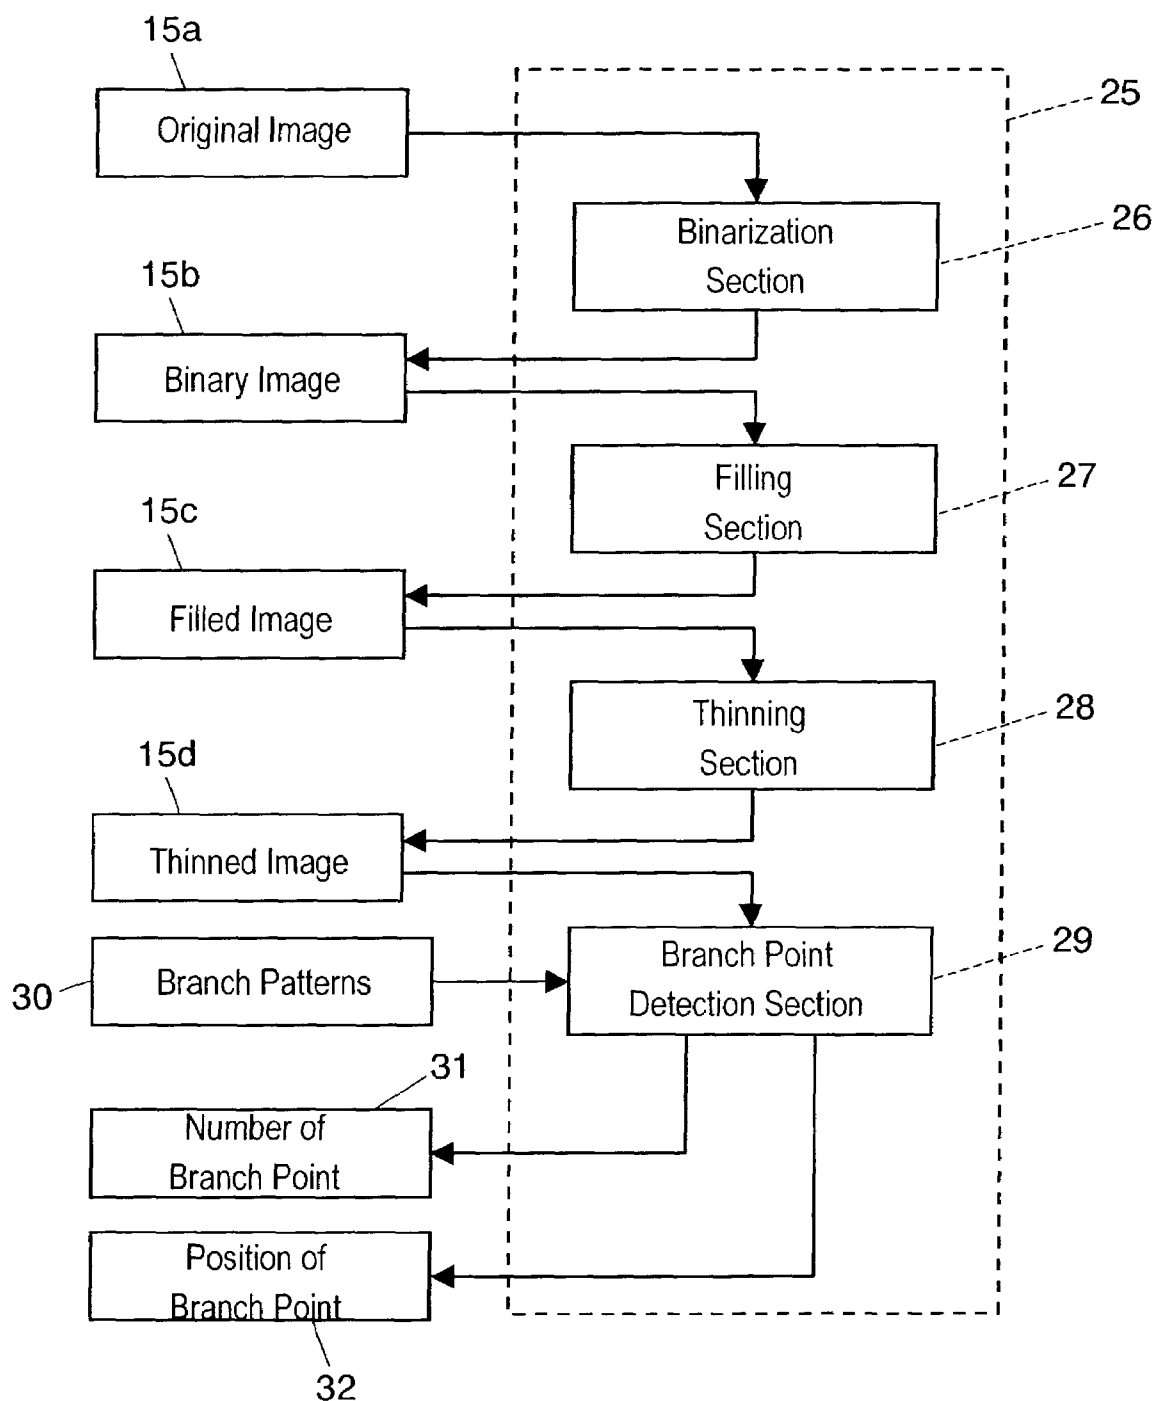 15a
Original Image
25
Binarization
Section
26
15b
Binary Image
Filling
Section
27
15c
Filled Image
Thinning
Section
28
15d
Thinned Image
Branch Point
Detection Section
29
30
Branch Patterns
31
Number of
Branch Point
Position of
Branch Point
32